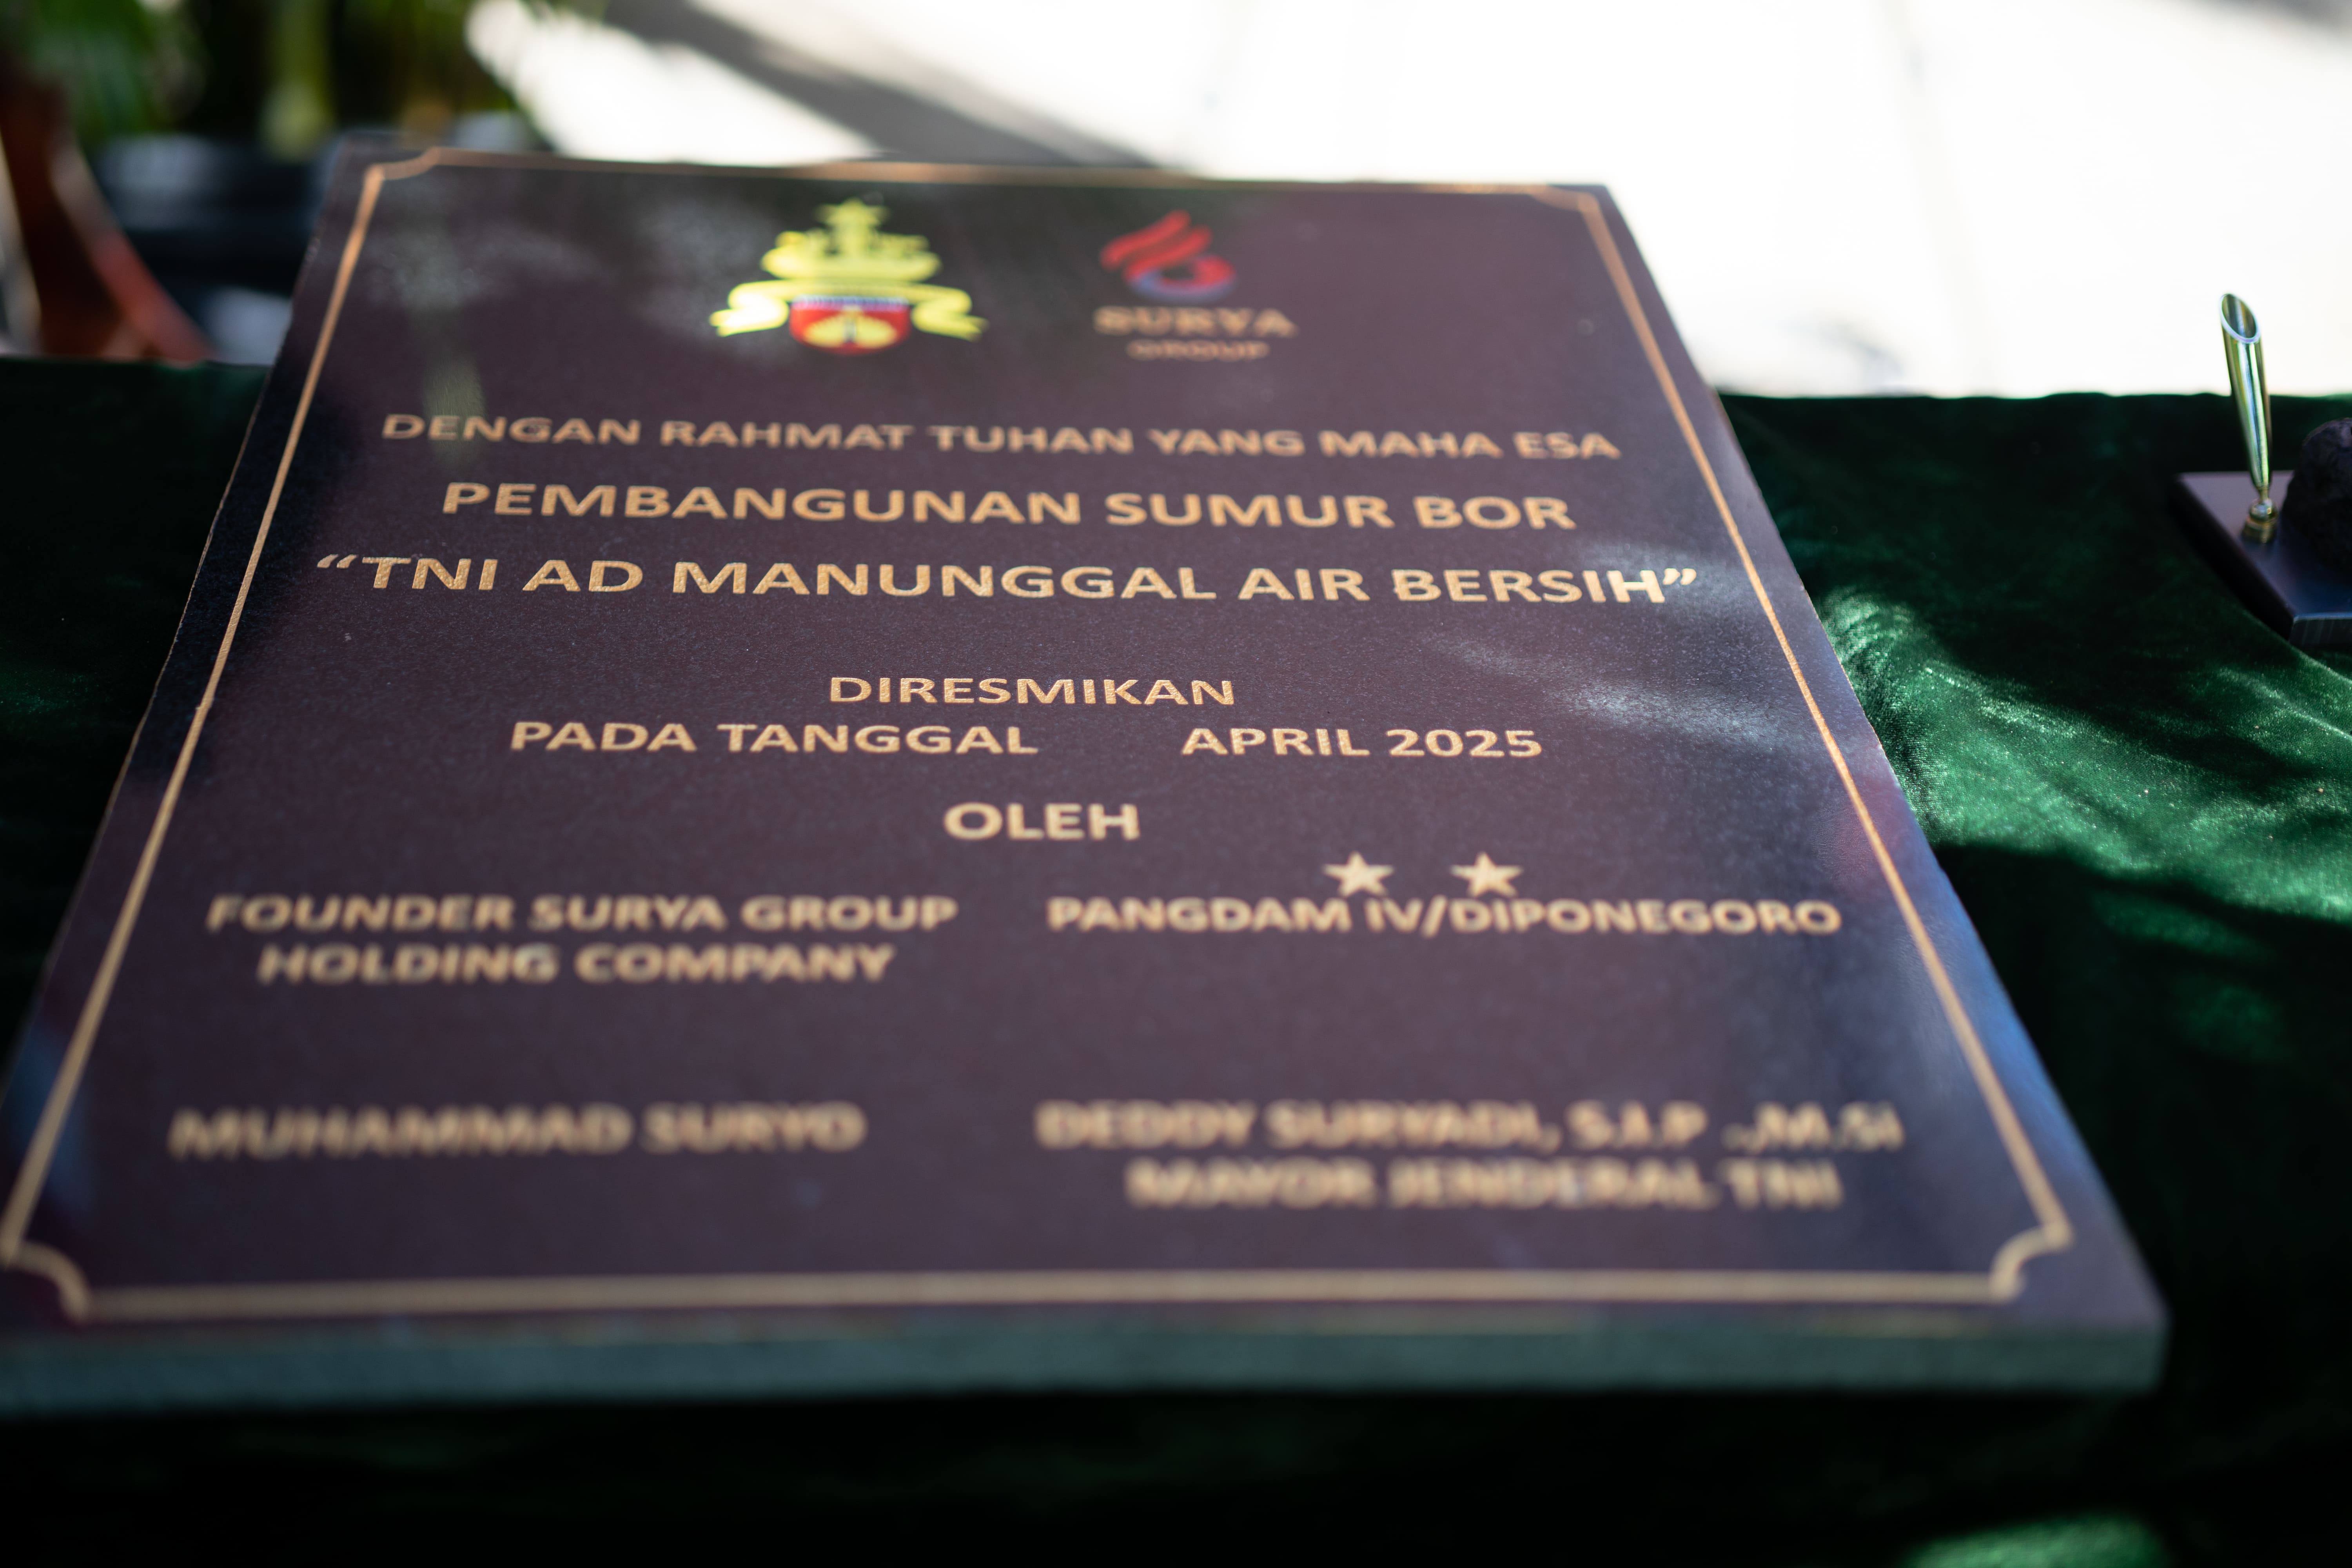 SURYA
GROUP
DENGAN RAHMAT TUHAN YANG MAHA ESA
PEMBANGUNAN SUMUR BOR
“TNI AD MANUNGGAL AIR BERSIH”
DIRESMIKAN
PADA TANGGAL APRIL 2025
OLEH
FOUNDER SURYA GROUP
HOLDING COMPANY
MUHAMMAD SURYO
PANGDAM IV/DIPONEGORO
DEDDY SURYADI, S.I.P .,M.Si
MAYOR JENDERAL TNI